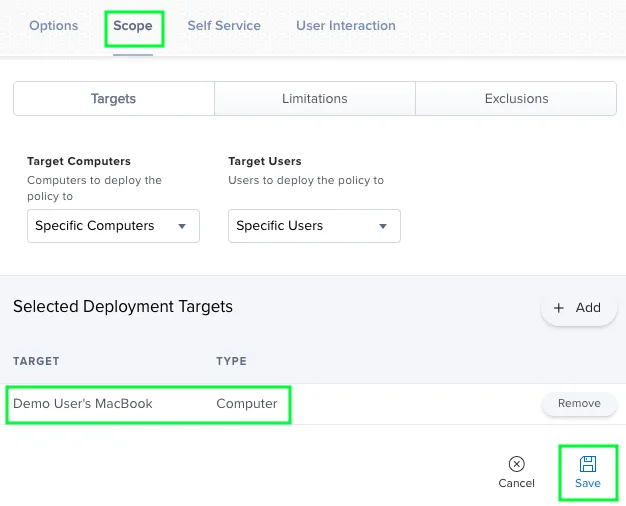 Options Scope Self Service User Interaction
Targets Limitations Exclusions
Target Computers Target Users
Computers to deploy the Users to deploy the policy to
policy to
Specific Computers Specific Users
Selected Deployment Targets + Add
TARGET TYPE
Demo User's MacBook Computer Remove
Cancel Save